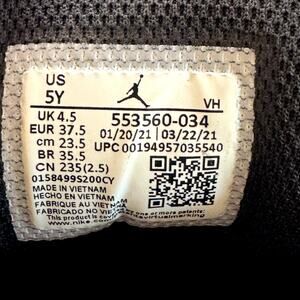 US
5Y
VH
UK 4.5
EUR 37.5
cm 23.5
BR 35.5
CN 235(2.5)
553560-034
01/20/21 03/22/21
UPC 00194957035540
0158499S200CY
MADE IN VIETNAM
HECHO EN VIETNAM
FABRIQUE AU VIETNAM
FABRICADO NO VIETNAM